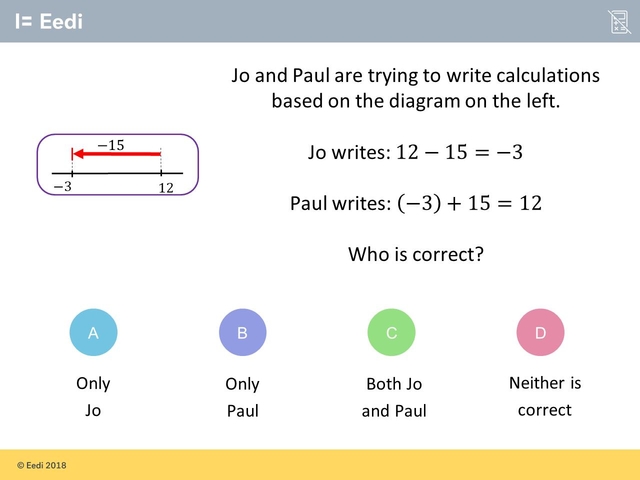 I= Eedi
Jo and Paul are trying to write calculations
based on the diagram on the left.
−15
−3 12
Jo writes: 12 − 15 = −3
Paul writes: (−3) + 15 = 12
Who is correct?
A B C D
Only Only Both Jo Neither is
Jo Paul and Paul correct
© Eedi 2018